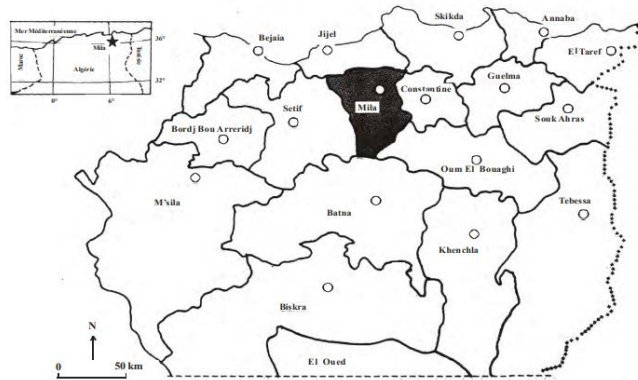 Mer Méditerranéenne
Mila
36°
Maroc
Algérie
Tunisie
32°
0°
6°
Skikda
Annaba
Bejaia
Jijel
El Taref
Guelma
Constantine
Mila
Setif
Souk Ahras
Bordj Bou Arreridj
Oum El Bouaghi
M'sila
Batna
Tebessa
Khenchla
Biskra
N
El Oued
0
50 km